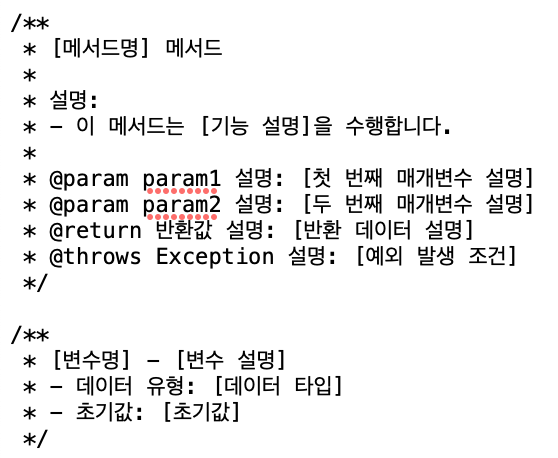 /**
 * [메서드명] 메서드
 *
 * 설명:
 * - 이 메서드는 [기능 설명]을 수행합니다.
 *
 * @param param1 설명: [첫 번째 매개변수 설명]
 * @param param2 설명: [두 번째 매개변수 설명]
 * @return 반환값 설명: [반환 데이터 설명]
 * @throws Exception 설명: [예외 발생 조건]
 */

/**
 * [변수명] - [변수 설명]
 * - 데이터 유형: [데이터 타입]
 * - 초기값: [초기값]
 */